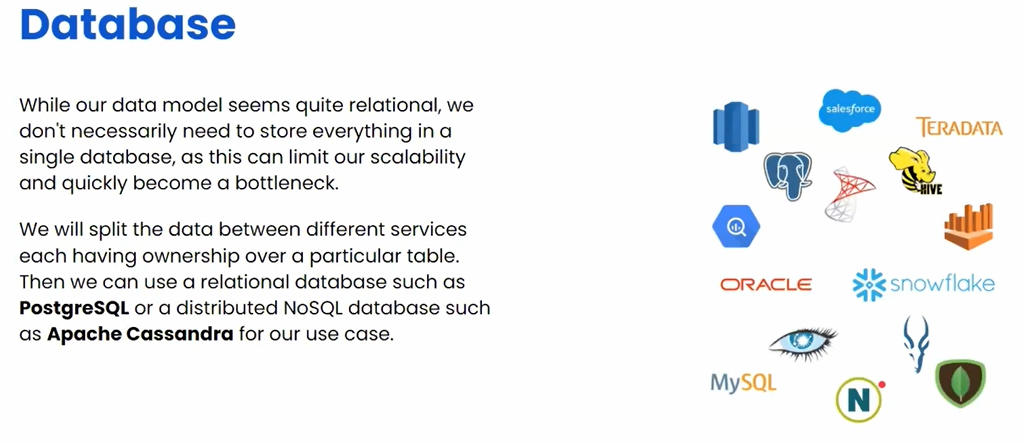 Database
While our data model seems quite relational, we
don't necessarily need to store everything in a
single database, as this can limit our scalability
and quickly become a bottleneck.
We will split the data between different services
each having ownership over a particular table.
Then we can use a relational database such as
PostgreSQL or a distributed NoSQL database such
as Apache Cassandra for our use case.
salesforce
TERADATA
HIVE
ORACLE
snowflake
MySQL
N